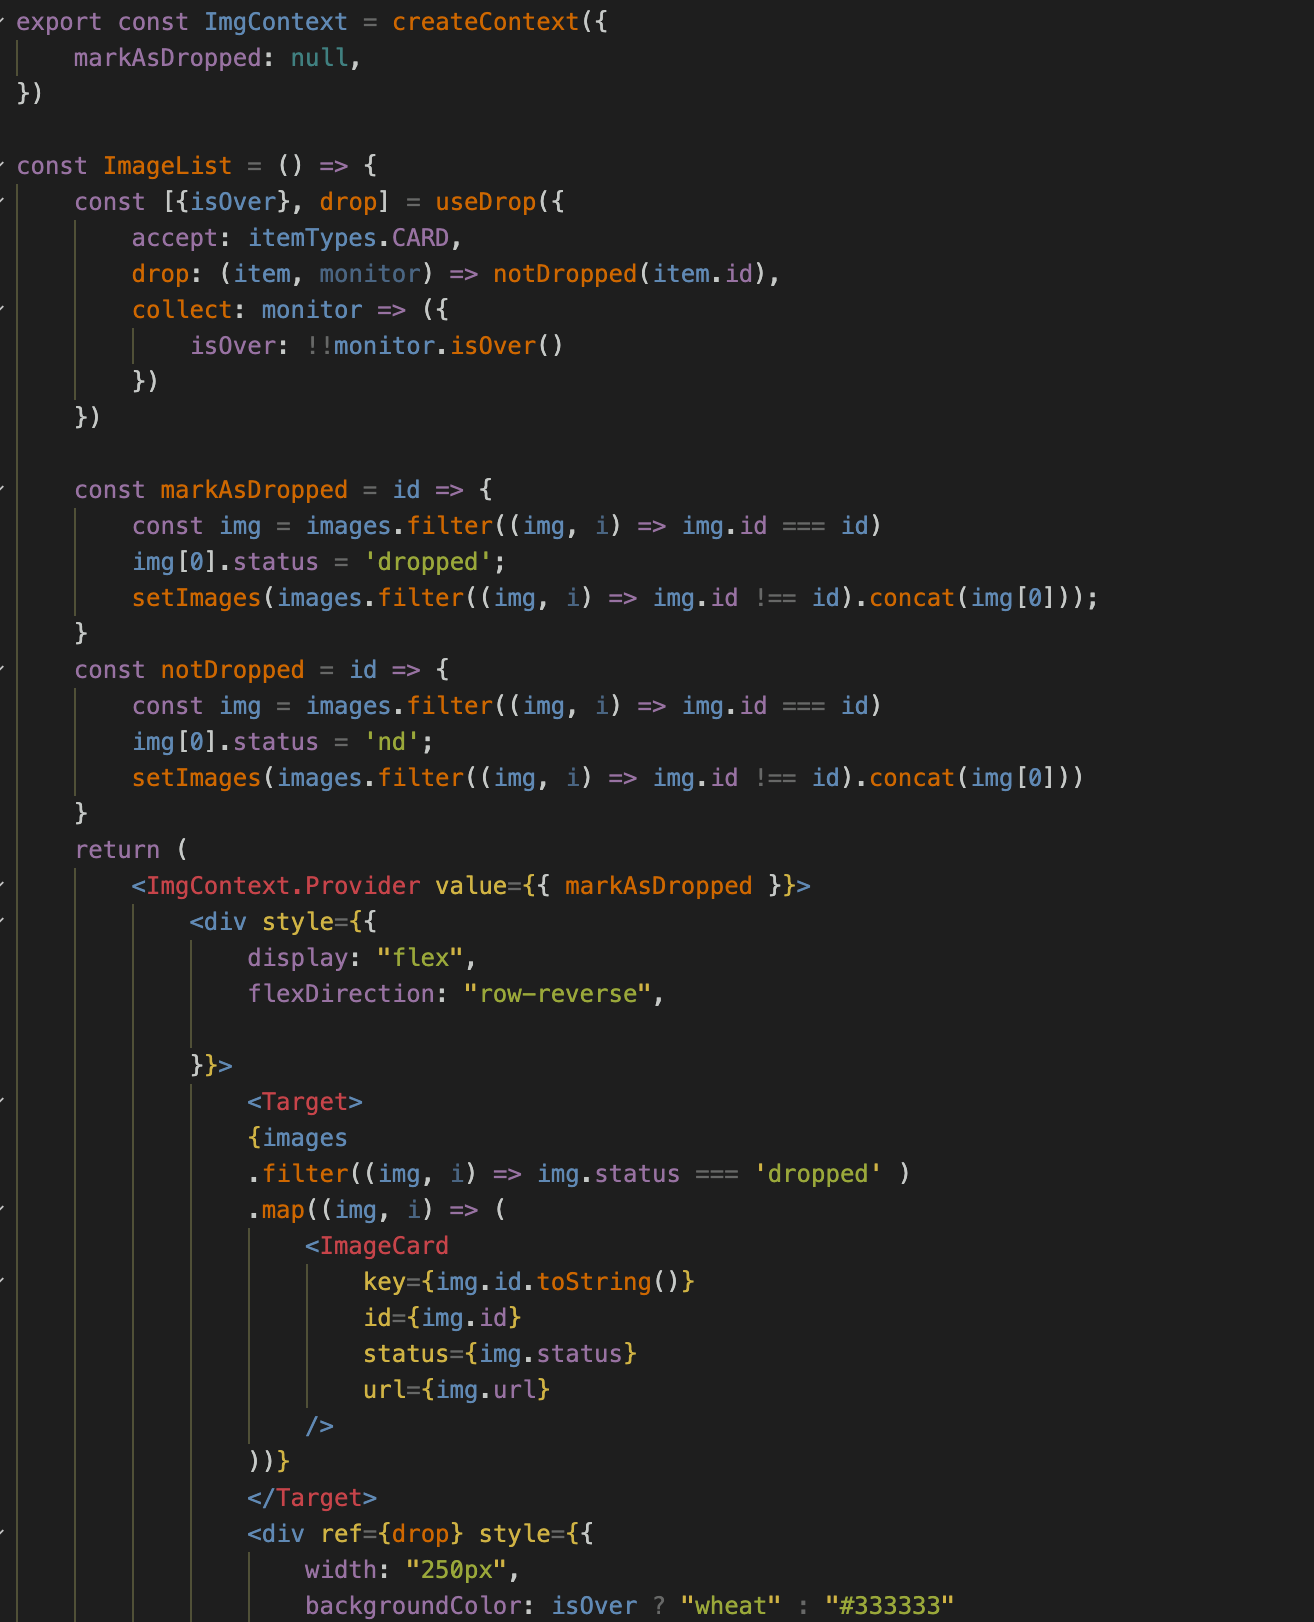 export const ImgContext = createContext({
    markAsDropped: null,
})

const ImageList = () => {
    const [{isOver}, drop] = useDrop({
        accept: itemTypes.CARD,
        drop: (item, monitor) => notDropped(item.id),
        collect: monitor => ({
            isOver: !!monitor.isOver()
        })
    })

    const markAsDropped = id => {
        const img = images.filter((img, i) => img.id === id)
        img[0].status = 'dropped';
        setImages(images.filter((img, i) => img.id !== id).concat(img[0]));
    }
    const notDropped = id => {
        const img = images.filter((img, i) => img.id === id)
        img[0].status = 'nd';
        setImages(images.filter((img, i) => img.id !== id).concat(img[0]))
    }
    return (
        <ImgContext.Provider value={{ markAsDropped }}>
            <div style={{
                display: "flex",
                flexDirection: "row-reverse",

            }}>
                <Target>
                {images
                .filter((img, i) => img.status === 'dropped' )
                .map((img, i) => (
                    <ImageCard
                        key={img.id.toString()}
                        id={img.id}
                        status={img.status}
                        url={img.url}
                    />
                ))}
                </Target>
                <div ref={drop} style={{
                    width: "250px",
                    backgroundColor: isOver ? "wheat" : "#333333"